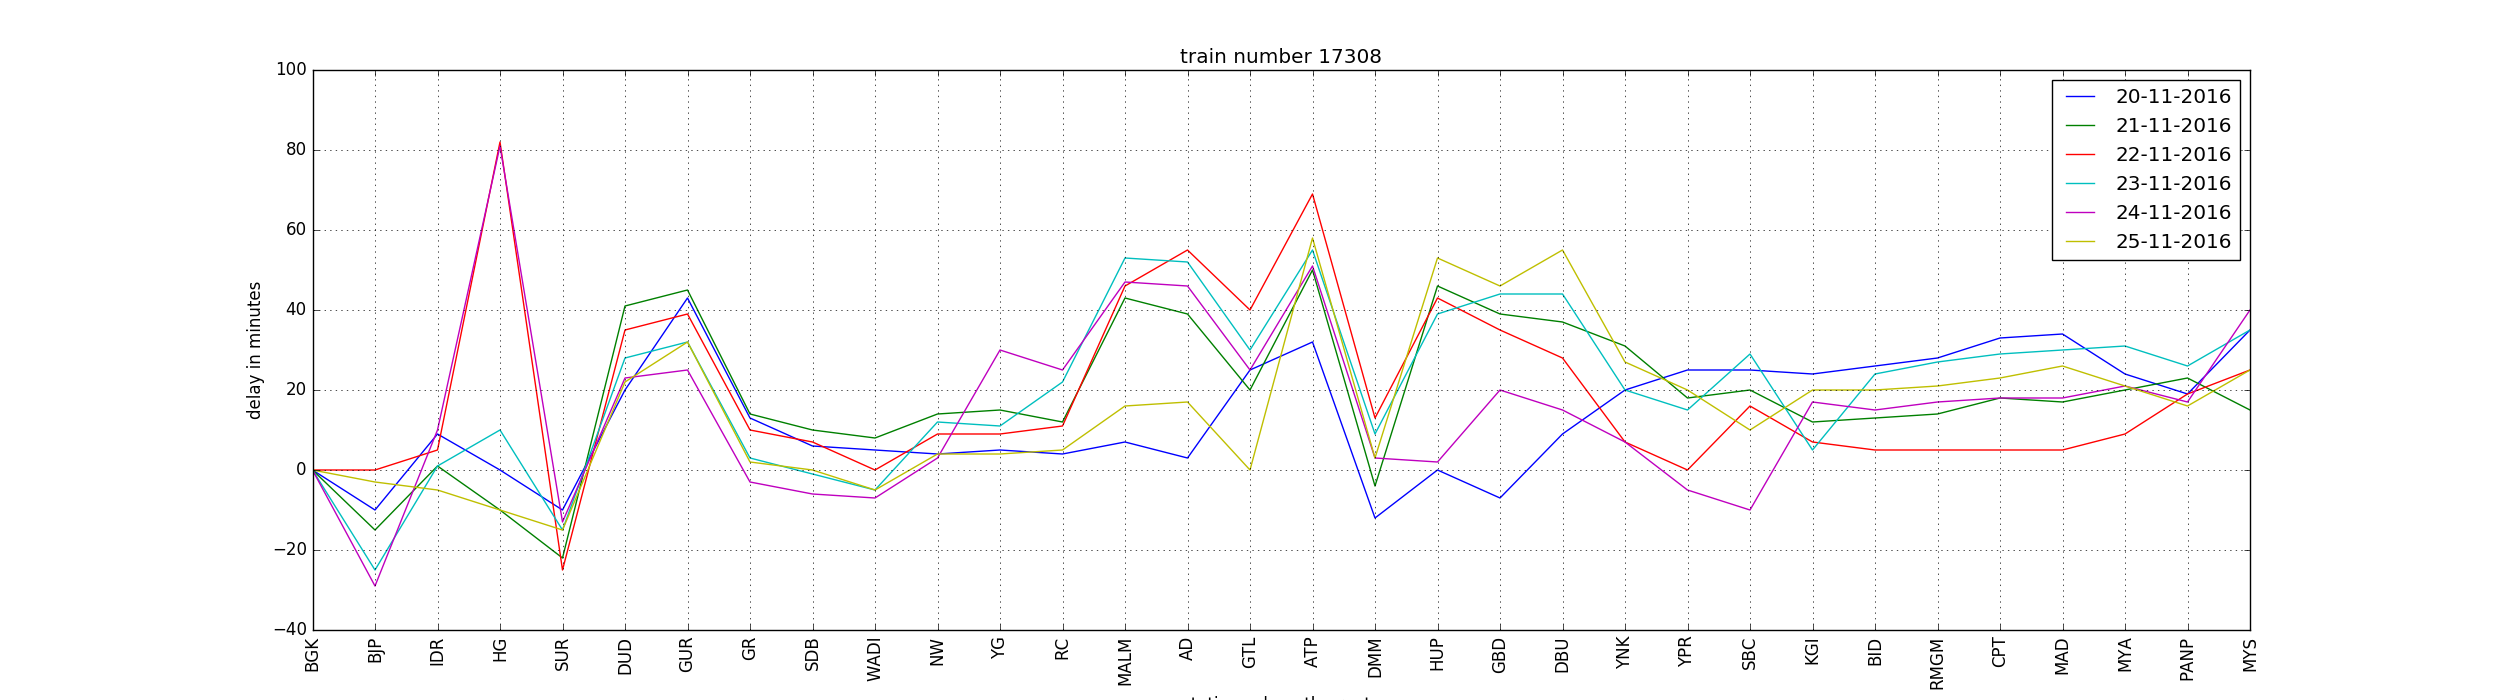 train number 17308
100
80
60
40
20
0
−20
−40
delay in minutes
20-11-2016
21-11-2016
22-11-2016
23-11-2016
24-11-2016
25-11-2016
BGK
BJP
IDR
HG
SUR
DUD
GUR
GR
SDB
WADI
NW
YG
RC
MALM
AD
GTL
ATP
DMM
HUP
GBD
DBU
YNK
YPR
SBC
KGI
BID
RMGM
CPT
MAD
MYA
PANP
MYS